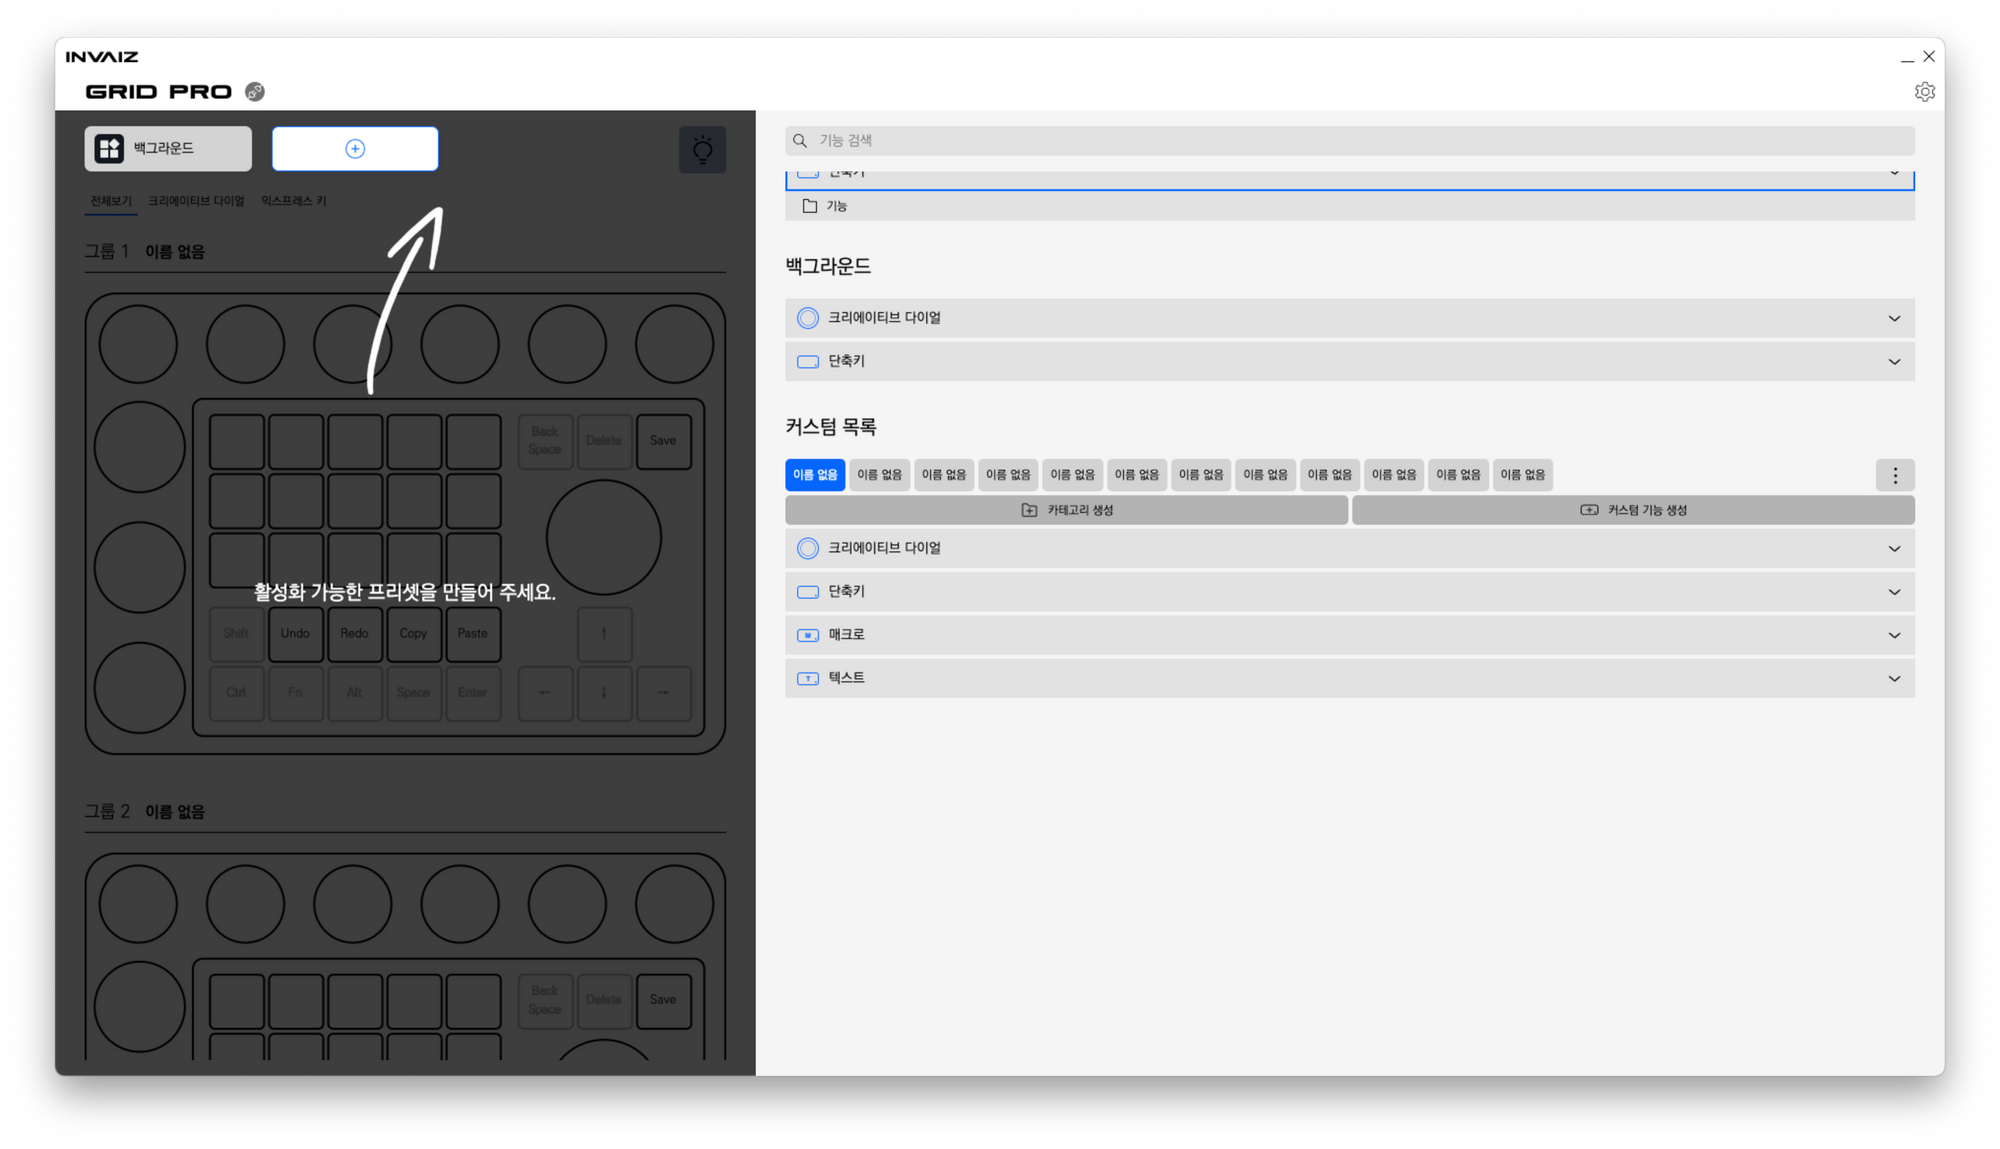 INVAIZ
GRID PRO
백그라운드
전체보기 크리에이티브 다이얼 익스프레스 키
그룹 1 이름 없음
Back Space Delete Save
활성화 가능한 프리셋을 만들어 주세요.
Shift Undo Redo Copy Paste ↑
Ctrl Fn Alt Space Enter ← ↓ →
그룹 2 이름 없음
Back Space Delete Save
기능 검색
단축키
기능
백그라운드
크리에이티브 다이얼
단축키
커스텀 목록
이름 없음 이름 없음 이름 없음 이름 없음 이름 없음 이름 없음 이름 없음 이름 없음 이름 없음 이름 없음 이름 없음 이름 없음
카테고리 생성 커스텀 기능 생성
크리에이티브 다이얼
단축키
M 매크로
T 텍스트